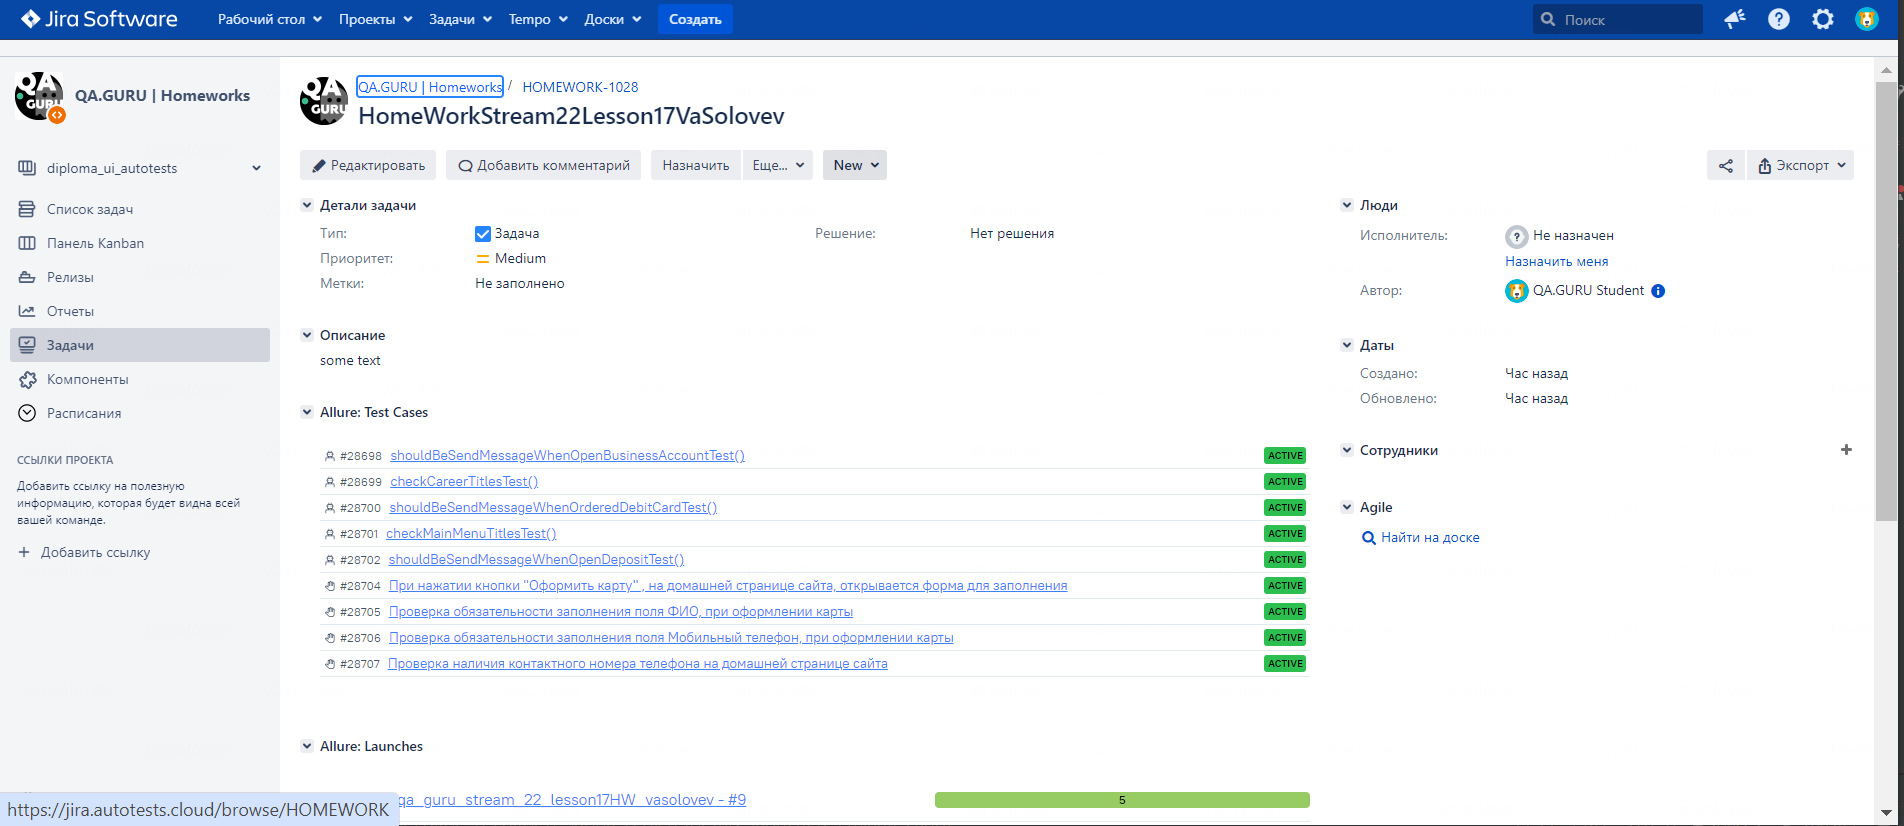 Jira Software Рабочий стол Проекты Задачи Tempo Доски Создать Поиск
QA GURU
QA.GURU | Homeworks
diploma_ui_autotests
Список задач
Панель Kanban
Релизы
Отчеты
Задачи
Компоненты
Расписания
ССЫЛКИ ПРОЕКТА
Добавить ссылку на полезную
информацию, которая будет видна всей
вашей команде.
+ Добавить ссылку
https://jira.autotests.cloud/browse/HOMEWORK
QA GURU
QA.GURU | Homeworks / HOMEWORK-1028
HomeWorkStream22Lesson17VaSolovev
Редактировать Добавить комментарий Назначить Еще... New Экспорт
Детали задачи
Тип: Задача Решение: Нет решения
Приоритет: Medium
Метки: Не заполнено
Описание
some text
Allure: Test Cases
#28698 shouldBeSendMessageWhenOpenBusinessAccountTest() ACTIVE
#28699 checkCareerTitlesTest() ACTIVE
#28700 shouldBeSendMessageWhenOrderedDebitCardTest() ACTIVE
#28701 checkMainMenuTitlesTest() ACTIVE
#28702 shouldBeSendMessageWhenOpenDepositTest() ACTIVE
#28704 При нажатии кнопки "Оформить карту" , на домашней странице сайта, открывается форма для заполнения ACTIVE
#28705 Проверка обязательности заполнения поля ФИО, при оформлении карты ACTIVE
#28706 Проверка обязательности заполнения поля Мобильный телефон, при оформлении карты ACTIVE
#28707 Проверка наличия контактного номера телефона на домашней странице сайта ACTIVE
Allure: Launches
qa_guru_stream_22_lesson17HW_vasolovev - #9 5
Люди
Исполнитель: Не назначен
Назначить меня
Автор: QA.GURU Student
Даты
Создано: Час назад
Обновлено: Час назад
Сотрудники
Agile
Найти на доске